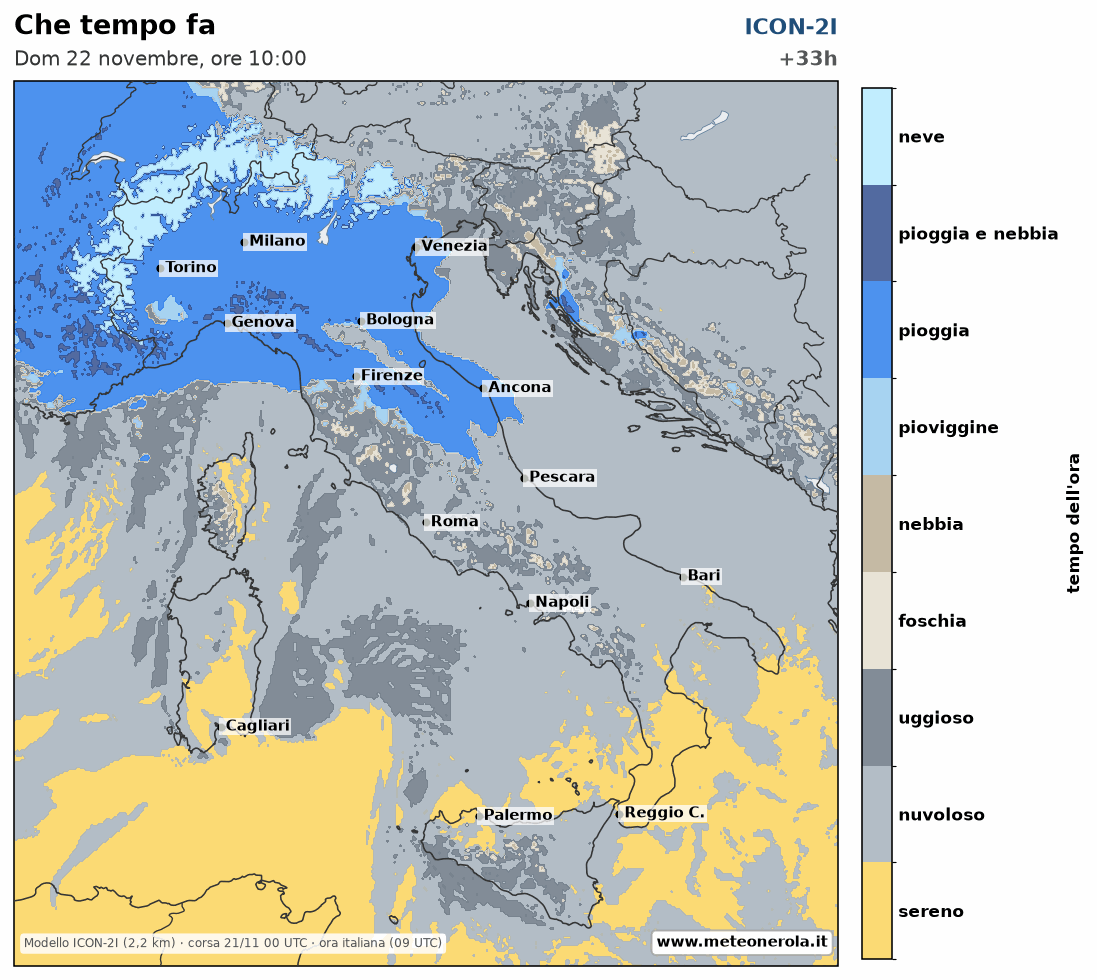 Che tempo fa
ICON-2I
Dom 22 novembre, ore 10:00
+33h
neve
pioggia e nebbia
pioggia
pioviggine
nebbia
foschia
uggioso
nuvoloso
sereno
tempo dell'ora
Milano
Venezia
Torino
Genova
Bologna
Firenze
Ancona
Pescara
Roma
Bari
Napoli
Cagliari
Palermo
Reggio C.
Modello ICON-2I (2,2 km) · corsa 21/11 00 UTC · ora italiana (09 UTC)
www.meteonerola.it